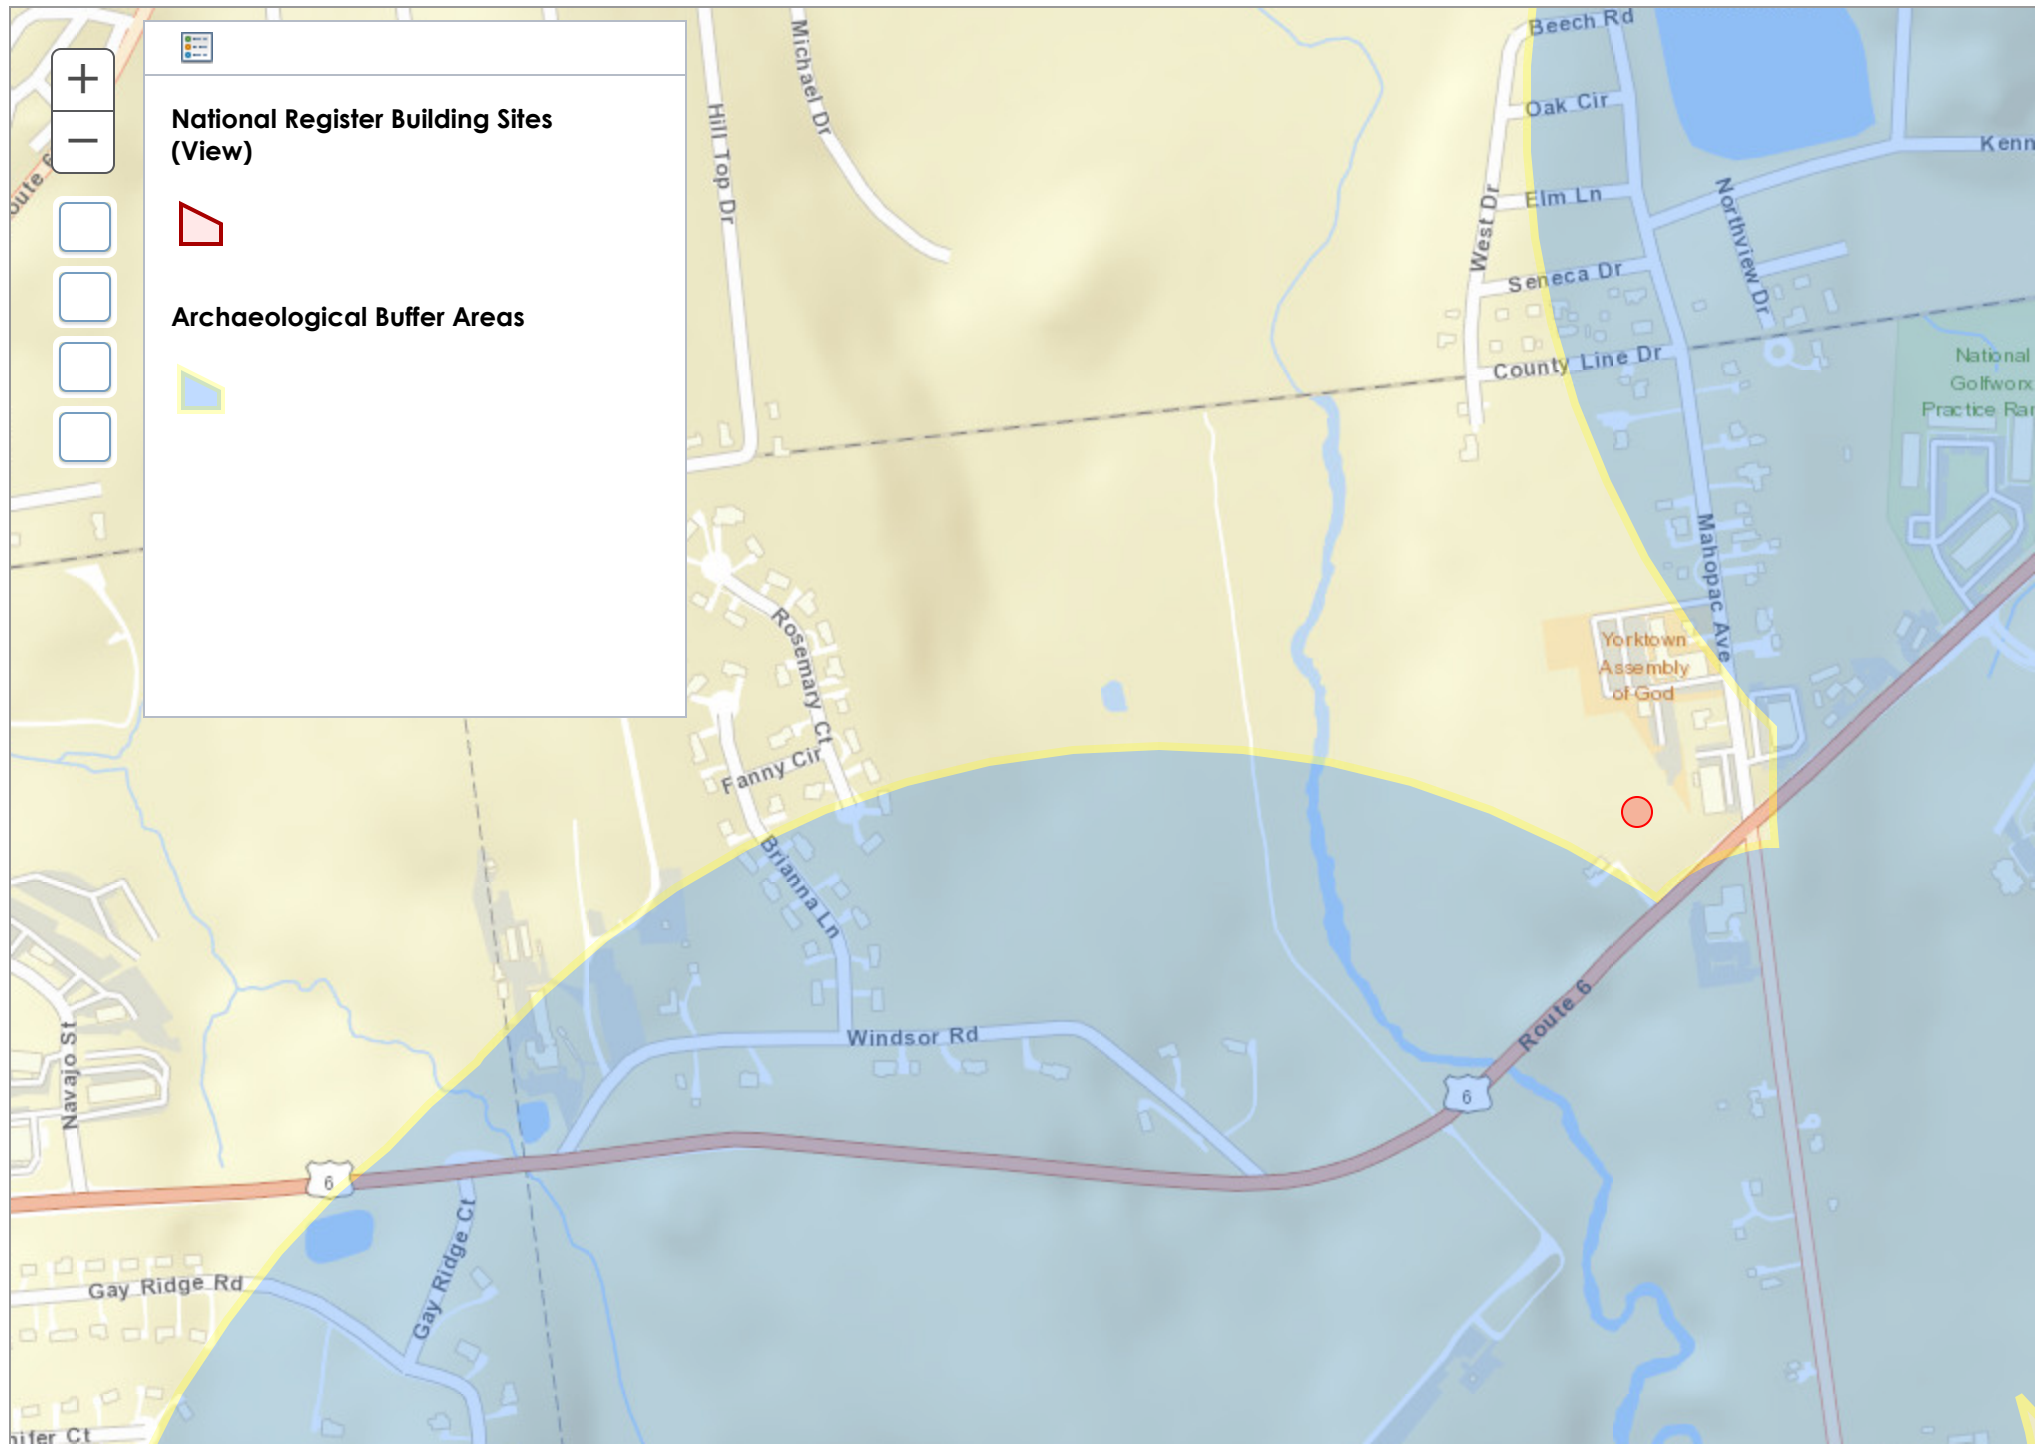 National Register Building Sites
(View)
Archaeological Buffer Areas
Michael Dr
Hill Top Dr
Beech Rd
Oak Cir
Elm Ln
West Dr
Seneca Dr
County Line Dr
Northview Dr
Kenn
National
Golfworx
Practice Ran
Mahopac Ave
Yorktown
Assembly
of God
Rosemary Ct
Fanny Cir
Brianna Ln
Windsor Rd
Route 6
6
6
Navajo St
Gay Ridge Rd
Gay Ridge Ct
nifer Ct